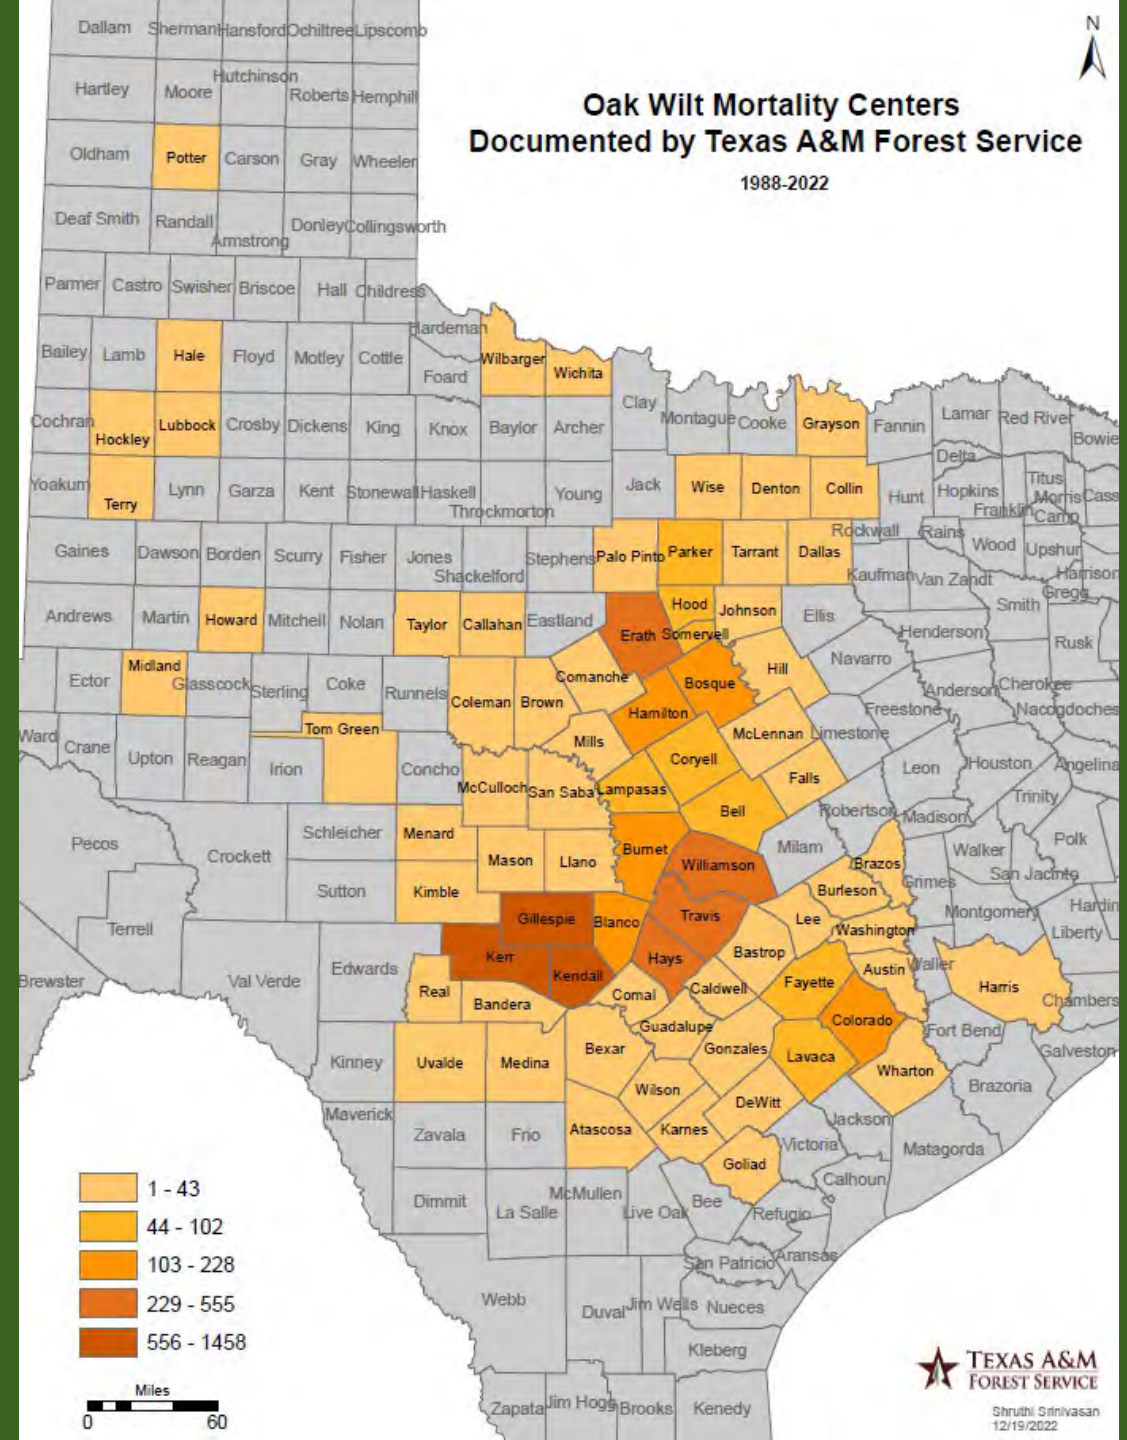 Dallam Sherman Hansford Ochiltree Lipscomb
N
Hartley Moore Hutchinson Roberts Hemphill
Oak Wilt Mortality Centers
Documented by Texas A&M Forest Service
1988-2022
Oldham Potter Carson Gray Wheeler
Deaf Smith Randall Armstrong Donley Collingsworth
Parmer Castro Swisher Briscoe Hall Childress
Hardeman
Bailey Lamb Hale Floyd Motley Cottle Foard Wilbarger Wichita
Clay Montague Cooke Grayson Fannin Lamar Red River Bowie
Cochran Hockley Lubbock Crosby Dickens King Knox Baylor Archer
Delta Titus
Yoakum Terry Lynn Garza Kent Stonewall Haskell Throckmorton Young Jack Wise Denton Collin Hunt Hopkins Franklin Morris Cass
Camp
Rockwall Rains Wood Upshur
Gaines Dawson Borden Scurry Fisher Jones Shackelford Stephens Palo Pinto Parker Tarrant Dallas Kaufman Van Zandt Harrison
Gregg
Andrews Martin Howard Mitchell Nolan Taylor Callahan Eastland Erath Hood Somervell Johnson Ellis Henderson Smith Rusk
Ector Midland Glasscock Sterling Coke Runnels Coleman Brown Comanche Hamilton Bosque Hill Navarro Anderson Cherokee
Freestone Nacogdoches
Ward Crane Upton Reagan Irion Tom Green Concho Mills Coryell McLennan Limestone Leon Houston Angelina
McCulloch San Saba Lampasas Bell Falls Robertson Madison Trinity
Pecos Crockett Schleicher Menard Mason Llano Burnet Williamson Milam Brazos Walker Polk
San Jacinto
Sutton Kimble Burleson Grimes
Terrell Gillespie Blanco Travis Lee Washington Montgomery Hardin
Liberty
Brewster Val Verde Edwards Kerr Kendall Hays Bastrop Austin Waller Harris
Real Bandera Comal Caldwell Fayette Chambers
Kinney Uvalde Medina Bexar Guadalupe Gonzales Lavaca Colorado Fort Bend Galveston
Wilson Wharton Brazoria
Maverick Zavala Frio Atascosa Karnes DeWitt Jackson Matagorda
Goliad Victoria
1 - 43
Dimmit La Salle McMullen Live Oak Bee Refugio Calhoun
44 - 102
103 - 228
San Patricio Aransas
229 - 555
Webb Duval Jim Wells Nueces
556 - 1458
Kleberg
Miles
0 60
Zapata Jim Hogg Brooks Kenedy
TEXAS A&M
FOREST SERVICE
Shruthi Srinivasan
12/19/2022